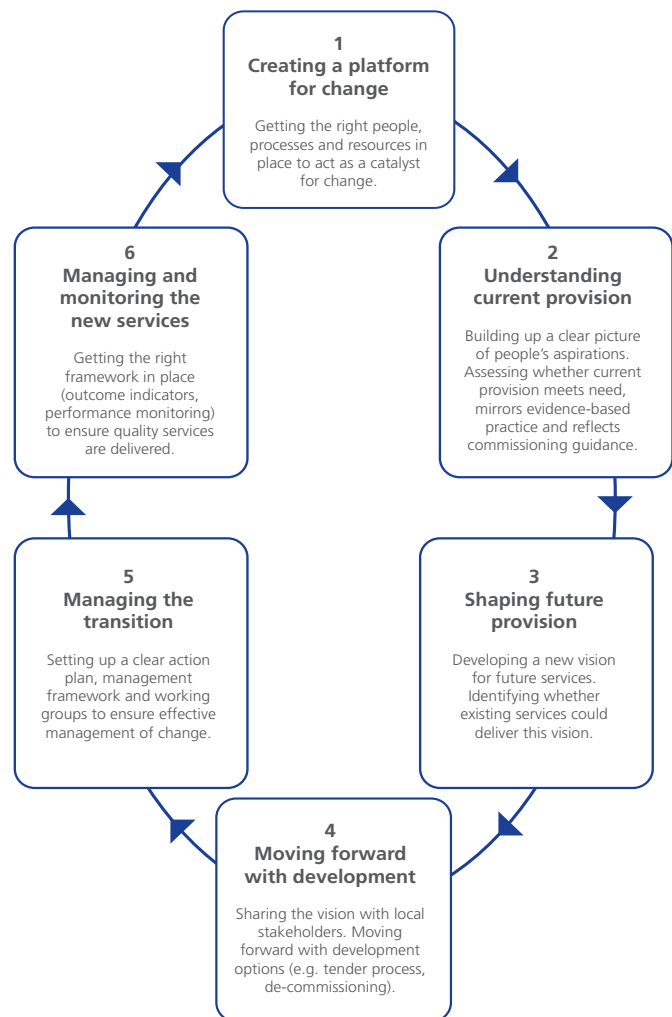 1
Creating a platform
for change
Getting the right people,
processes and resources in
place to act as a catalyst
for change.
2
Understanding
current provision
Building up a clear picture
of people’s aspirations.
Assessing whether current
provision meets need,
mirrors evidence-based
practice and reflects
commissioning guidance.
3
Shaping future
provision
Developing a new vision
for future services.
Identifying whether
existing services could
deliver this vision.
4
Moving forward
with development
Sharing the vision with local
stakeholders. Moving
forward with development
options (e.g. tender process,
de-commissioning).
5
Managing the
transition
Setting up a clear action
plan, management
framework and working
groups to ensure effective
management of change.
6
Managing and
monitoring the
new services
Getting the right
framework in place
(outcome indicators,
performance monitoring)
to ensure quality services
are delivered.